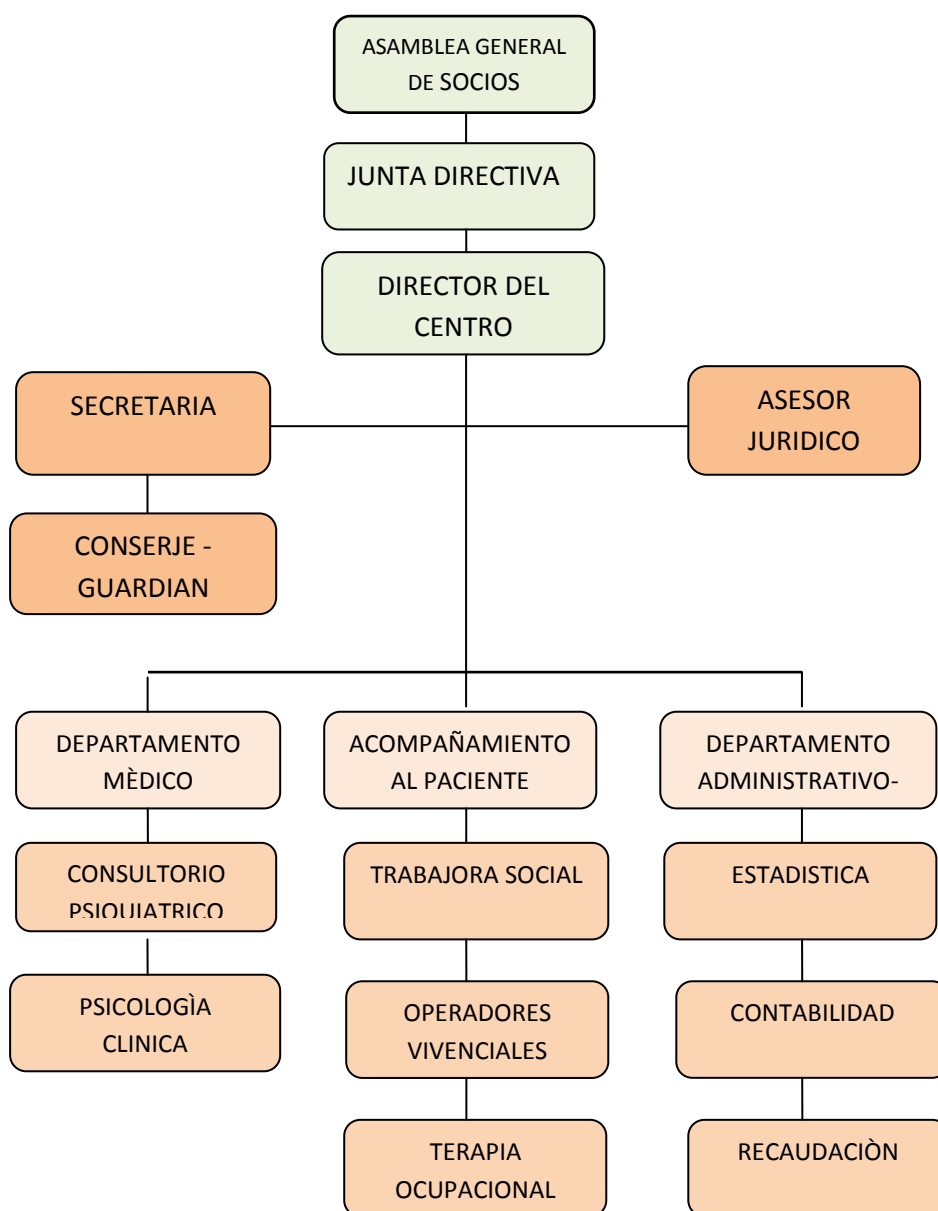 ASAMBLEA GENERAL
DE SOCIOS
JUNTA DIRECTIVA
DIRECTOR DEL
CENTRO
SECRETARIA
ASESOR
JURIDICO
CONSERJE -
GUARDIAN
DEPARTAMENTO
MÈDICO
ACOMPAÑAMIENTO
AL PACIENTE
DEPARTAMENTO
ADMINISTRATIVO-
CONSULTORIO
PSIQUIATRICO
TRABAJORA SOCIAL
ESTADISTICA
PSICOLOGÌA
CLINICA
OPERADORES
VIVENCIALES
CONTABILIDAD
TERAPIA
OCUPACIONAL
RECAUDACIÒN